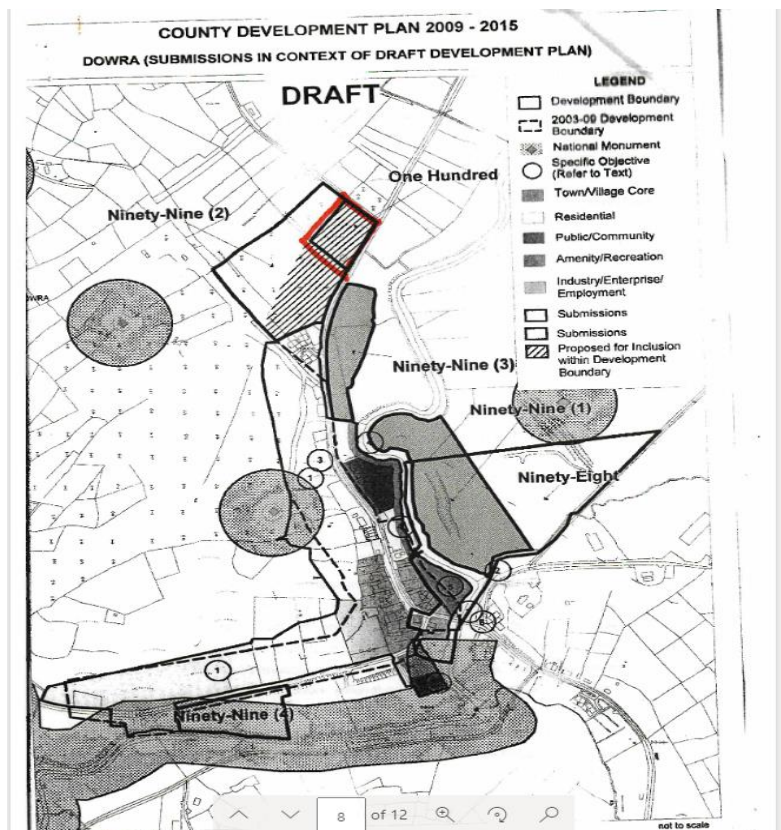 COUNTY DEVELOPMENT PLAN 2009 - 2015
DOWRA (SUBMISSIONS IN CONTEXT OF DRAFT DEVELOPMENT PLAN)
DRAFT
LEGEND
Development Boundary
2003-09 Development
Boundary
National Monument
Specific Objective
(Refer to Text)
Town/Village Core
Residential
Public/Community
Amenity/Recreation
Industry/Enterprise/
Employment
Submissions
Submissions
Proposed for Inclusion
within Development
Boundary
One Hundred
Ninety-Nine (2)
Ninety-Nine (3)
Ninety-Nine (1)
Ninety-Eight
3
1
2
1
Ninety-Nine (4)
8 of 12
not to scale